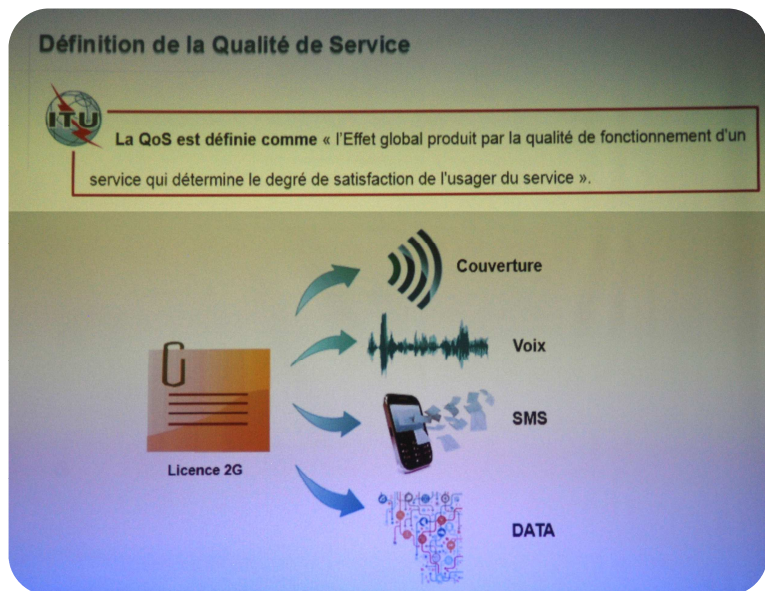 Définition de la Qualité de Service
ITU
La QoS est définie comme « l'Effet global produit par la qualité de fonctionnement d'un
service qui détermine le degré de satisfaction de l'usager du service ».
Couverture
Voix
SMS
Licence 2G
DATA